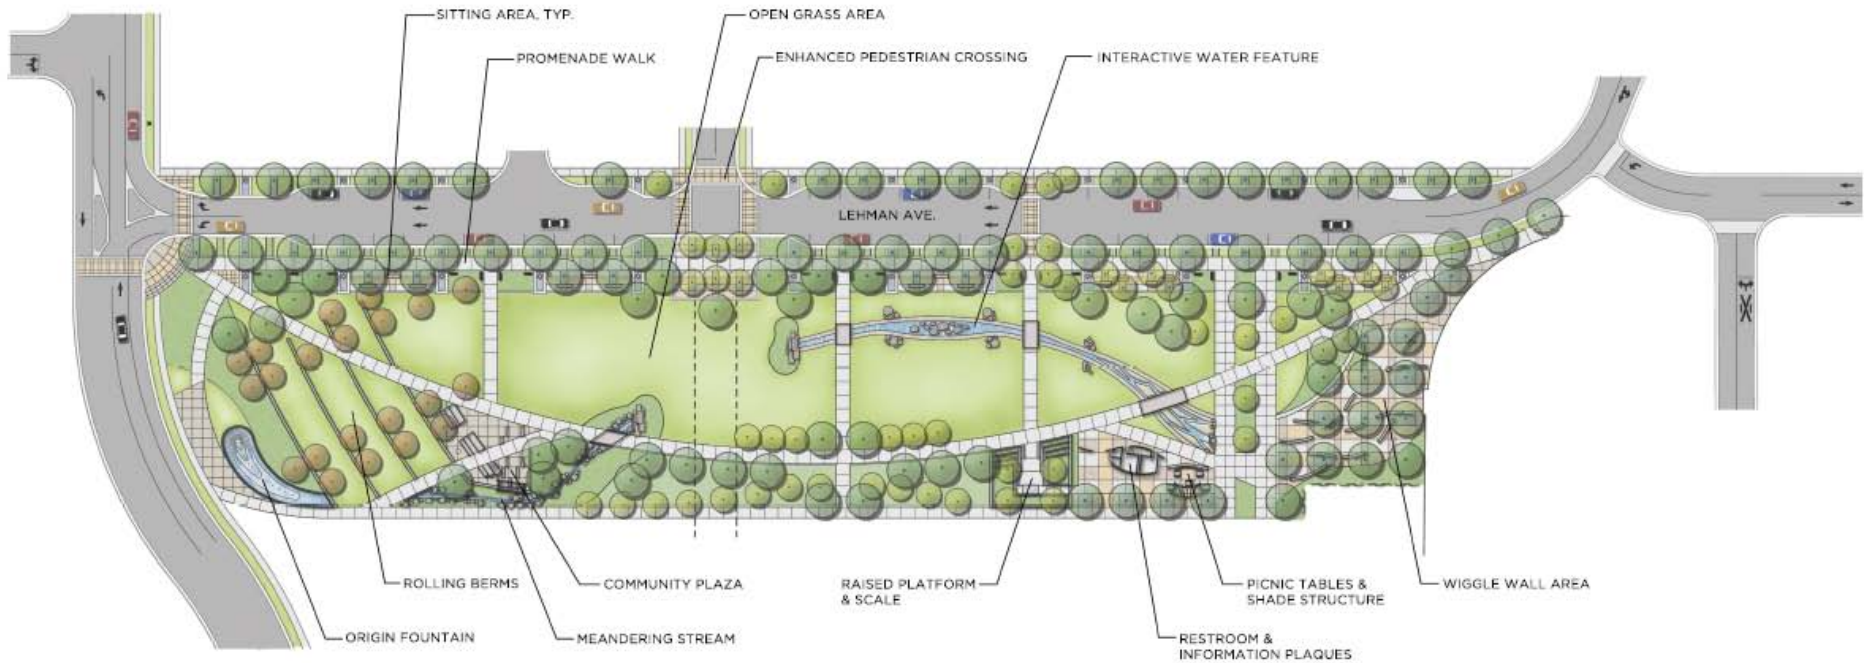 SITTING AREA, TYP.
OPEN GRASS AREA
PROMENADE WALK
ENHANCED PEDESTRIAN CROSSING
INTERACTIVE WATER FEATURE
LEHMAN AVE.
ROLLING BERMS
COMMUNITY PLAZA
RAISED PLATFORM
& SCALE
PICNIC TABLES &
SHADE STRUCTURE
WIGGLE WALL AREA
ORIGIN FOUNTAIN
MEANDERING STREAM
RESTROOM &
INFORMATION PLAQUES